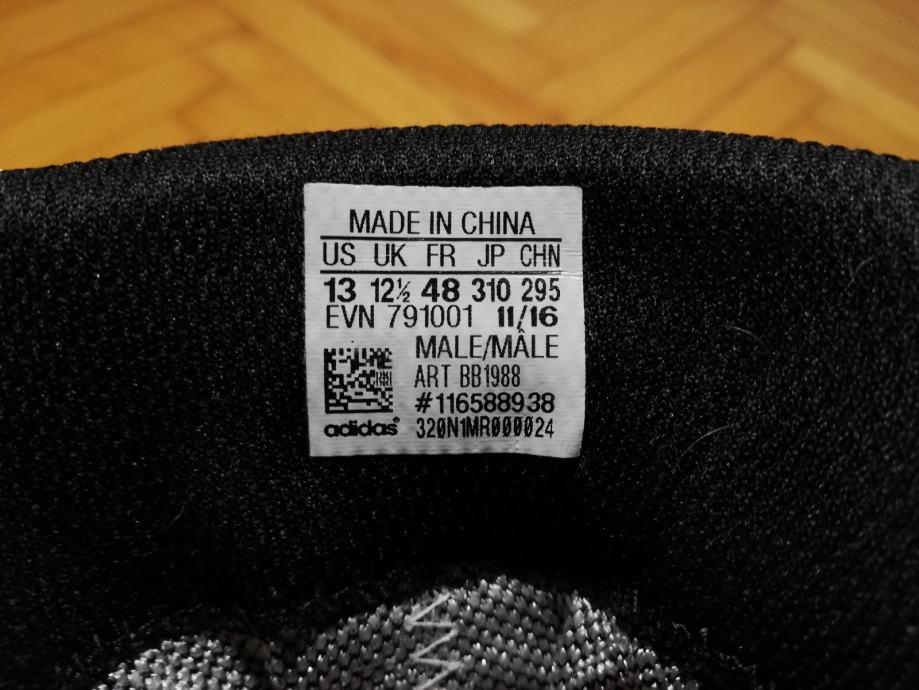 MADE IN CHINA
US UK FR JP CHN
13 12½ 48 310 295
EVN 791001 11/16
MALE/MÂLE
ART BB1988
#116588938
adidas® 320N1MR000024